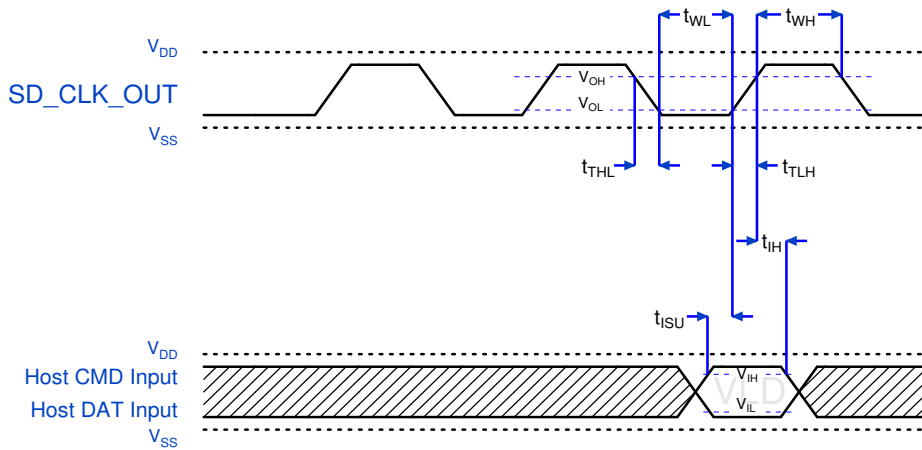 tWL tWH
VDD
VOH
SD_CLK_OUT
VOL
VSS
tTHL tTLH
tIH
tISU
VDD
Host CMD Input
VIH
VLD
Host DAT Input
VIL
VSS